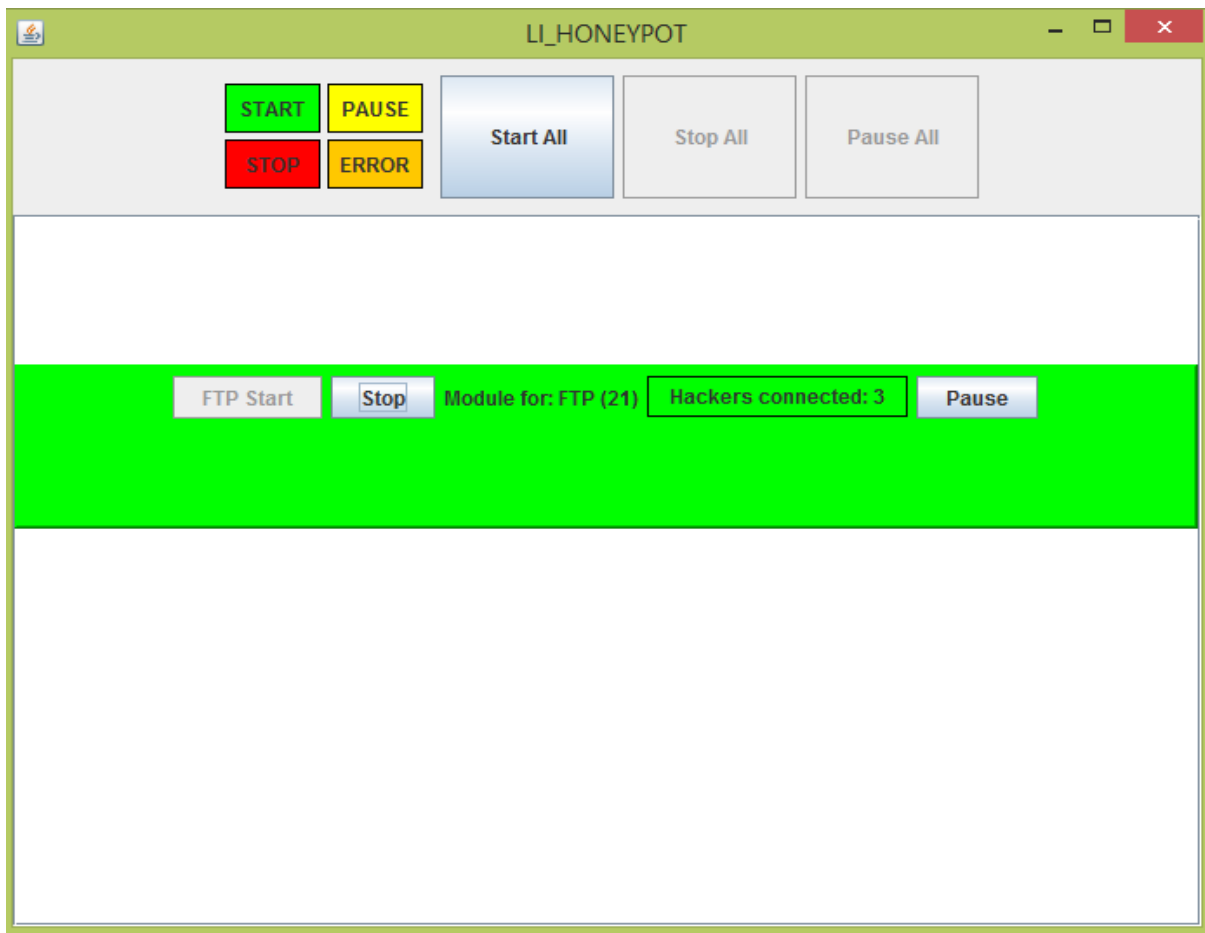 LI_HONEYPOT
START PAUSE
STOP ERROR
Start All Stop All Pause All
FTP Start Stop Module for: FTP (21) Hackers connected: 3 Pause